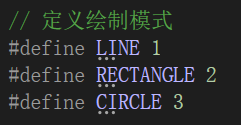 // 定义绘制模式
#define LINE 1
#define RECTANGLE 2
#define CIRCLE 3